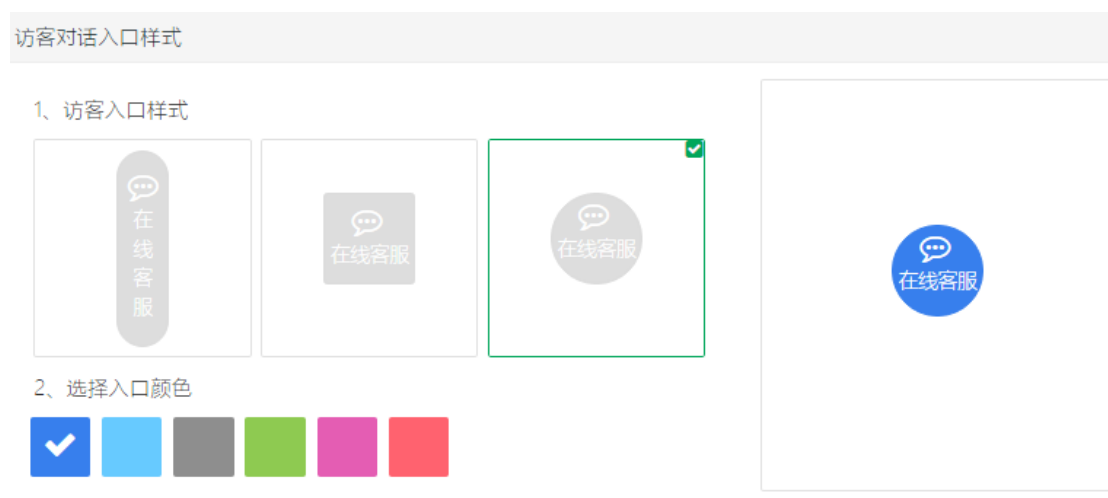 访客对话入口样式
1、访客入口样式
在
线
客
服
在线客服
在线客服
在线客服
2、选择入口颜色